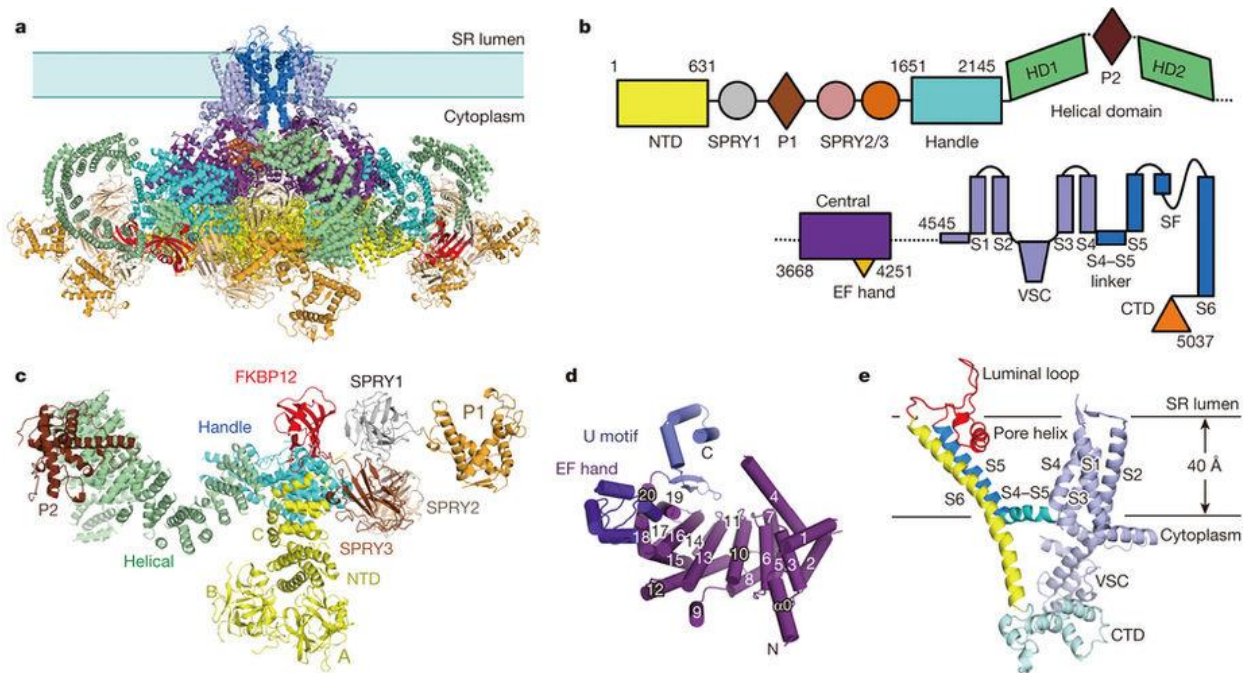 a
SR lumen
Cytoplasm
b
1
631
1651
2145
HD1
P2
HD2
NTD
SPRY1
P1
SPRY2/3
Handle
Helical domain
Central
3668
4251
EF hand
4545
S1
S2
VSC
S3
S4
S4–S5
linker
S5
SF
S6
CTD
5037
c
FKBP12
SPRY1
P1
Handle
P2
SPRY2
C
SPRY3
Helical
NTD
B
A
d
U motif
C
EF hand
20
19
4
18
17
16
14
11
7
1
15
13
10
6
5
3
2
12
8
9
α0
N
e
Luminal loop
SR lumen
Pore helix
S5
S4
S1
S2
40 Å
S6
S4–S5
S3
Cytoplasm
VSC
CTD